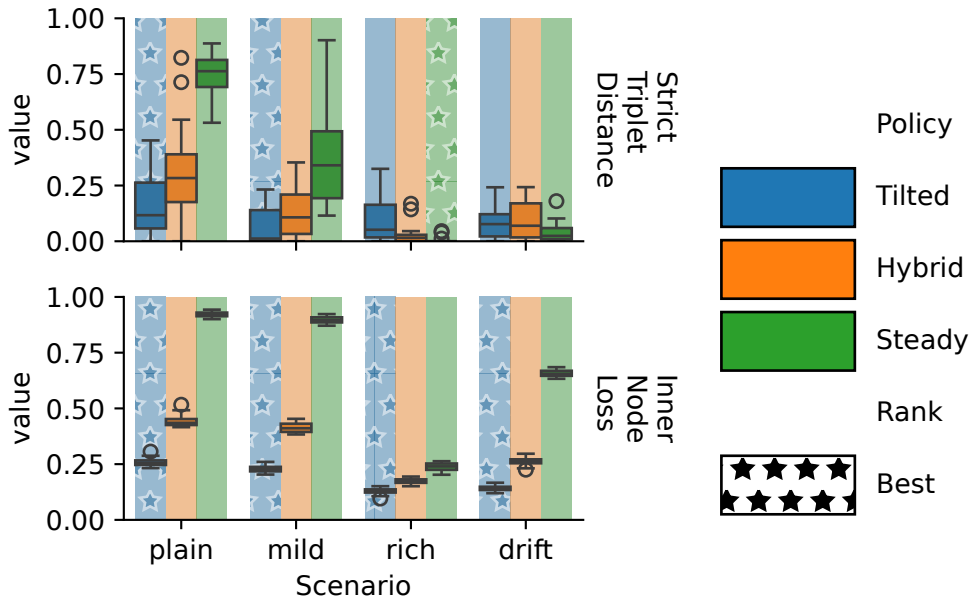 1.00
0.75
0.50
0.25
0.00
value
Strict
Triplet
Distance
1.00
0.75
0.50
0.25
0.00
value
Inner
Node
Loss
plain mild rich drift
Scenario
Policy
Tilted
Hybrid
Steady
Rank
Best